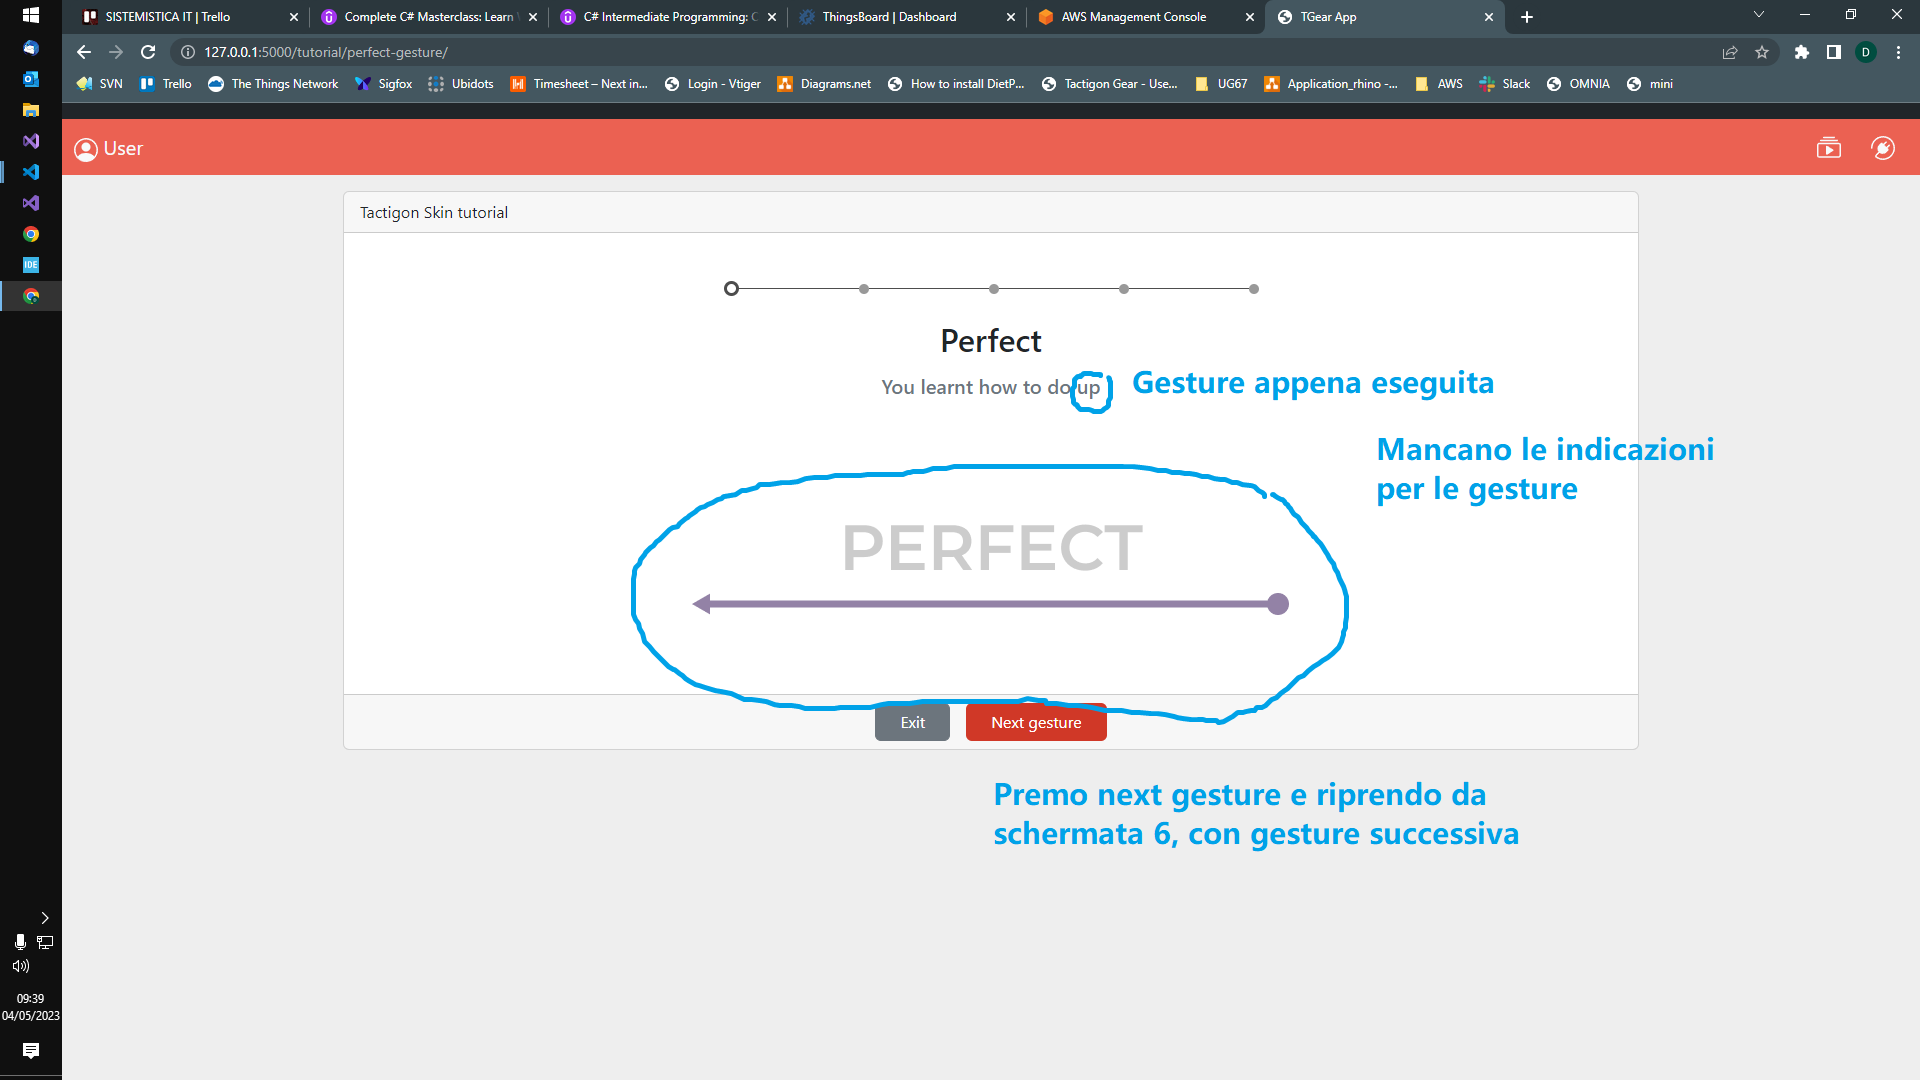 SISTEMISTICA IT | Trello
Complete C# Masterclass: Learn
C# Intermediate Programming: C
ThingsBoard | Dashboard
AWS Management Console
TGear App
127.0.0.1:5000/tutorial/perfect-gesture/
D
SVN
Trello
The Things Network
Sigfox
Ubidots
Timesheet – Next in...
Login - Vtiger
Diagrams.net
How to install DietP...
Tactigon Gear - Use...
UG67
Application_rhino -...
AWS
Slack
OMNIA
mini
IDE
User
Tactigon Skin tutorial
Perfect
You learnt how to do up
Gesture appena eseguita
Mancano le indicazioni
per le gesture
PERFECT
Exit
Next gesture
Premo next gesture e riprendo da
schermata 6, con gesture successiva
09:39
04/05/2023